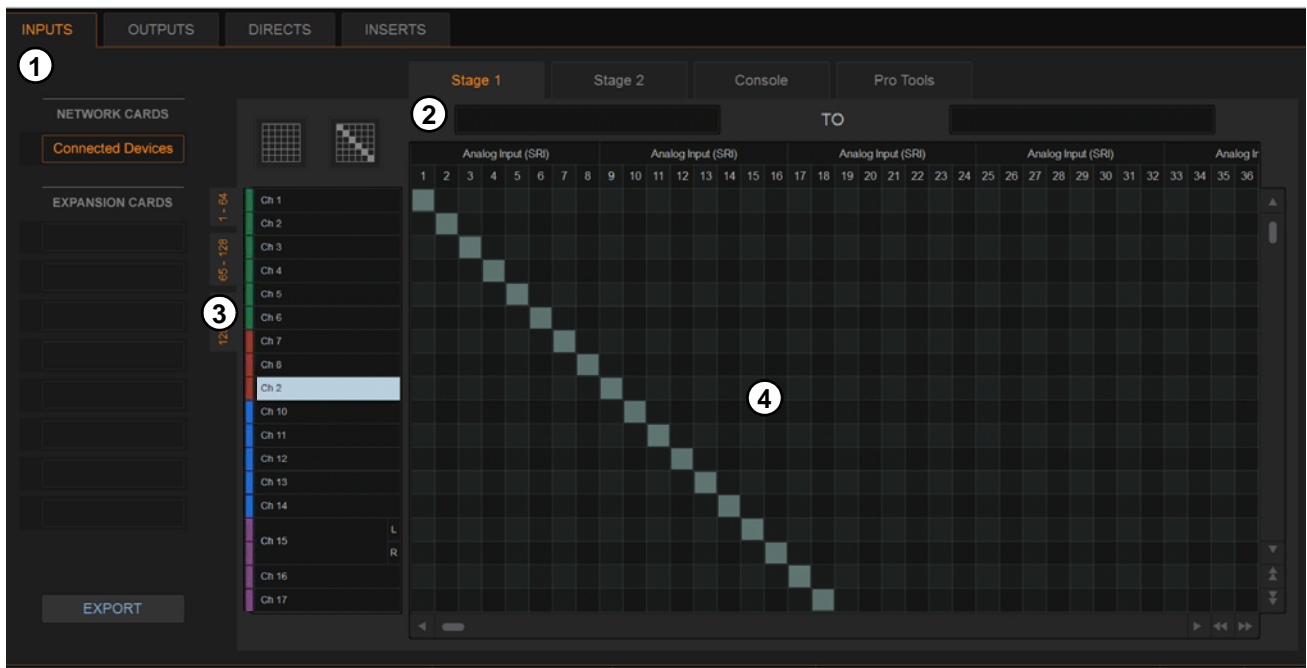 INPUTS OUTPUTS DIRECTS INSERTS
1
Stage 1 Stage 2 Console Pro Tools
NETWORK CARDS
2
TO
Connected Devices
Analog Input (SRI) Analog Input (SRI) Analog Input (SRI) Analog Input (SRI) Analog Ir
1 2 3 4 5 6 7 8 9 10 11 12 13 14 15 16 17 18 19 20 21 22 23 24 25 26 27 28 29 30 31 32 33 34 35 36
EXPANSION CARDS
1 - 64
65 - 128
3
Ch 1
Ch 2
Ch 3
Ch 4
Ch 5
Ch 6
Ch 7
Ch 8
Ch 2
4
Ch 10
Ch 11
Ch 12
Ch 13
Ch 14
Ch 15 L
R
Ch 16
Ch 17
EXPORT